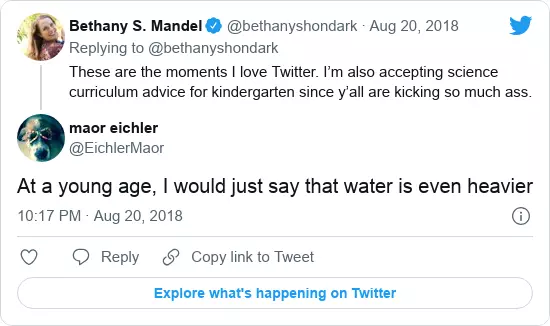 Bethany S. Mandel @bethanyshondark · Aug 20, 2018
Replying to @bethanyshondark
These are the moments I love Twitter. I’m also accepting science
curriculum advice for kindergarten since y’all are kicking so much ass.
maor eichler
@EichlerMaor
At a young age, I would just say that water is even heavier
10:17 PM · Aug 20, 2018
Reply
Copy link to Tweet
Explore what's happening on Twitter